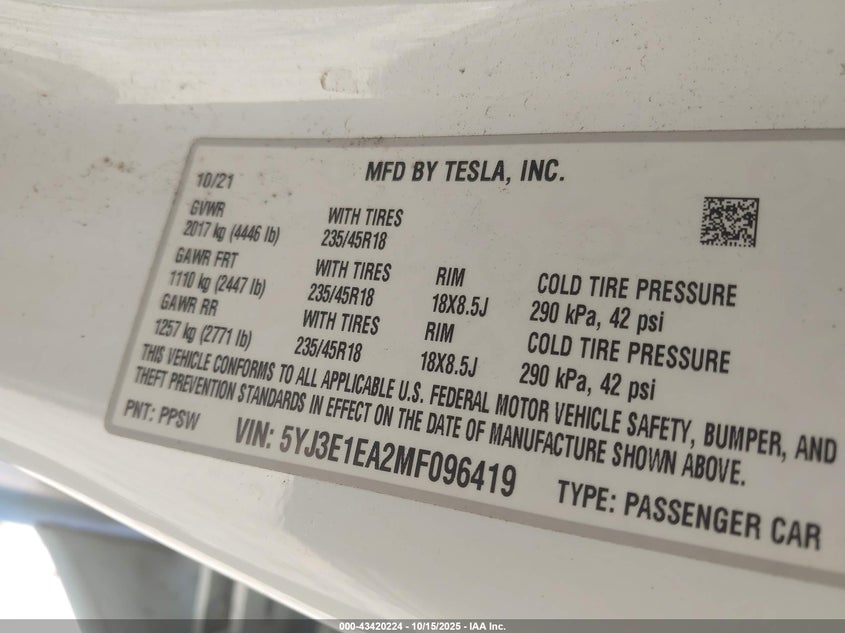 MFD BY TESLA, INC.
10/21
GVWR
2017 kg (4446 lb)
WITH TIRES
235/45R18
GAWR FRT
1110 kg (2447 lb)
WITH TIRES
235/45R18
RIM
18X8.5J
COLD TIRE PRESSURE
290 kPa, 42 psi
GAWR RR
1257 kg (2771 lb)
WITH TIRES
235/45R18
RIM
18X8.5J
COLD TIRE PRESSURE
290 kPa, 42 psi
THIS VEHICLE CONFORMS TO ALL APPLICABLE U.S. FEDERAL MOTOR VEHICLE SAFETY, BUMPER, AND
THEFT PREVENTION STANDARDS IN EFFECT ON THE DATE OF MANUFACTURE SHOWN ABOVE.
PNT: PPSW
VIN: 5YJ3E1EA2MF096419
TYPE: PASSENGER CAR
000-43420224 - 10/15/2025 - IAA Inc.